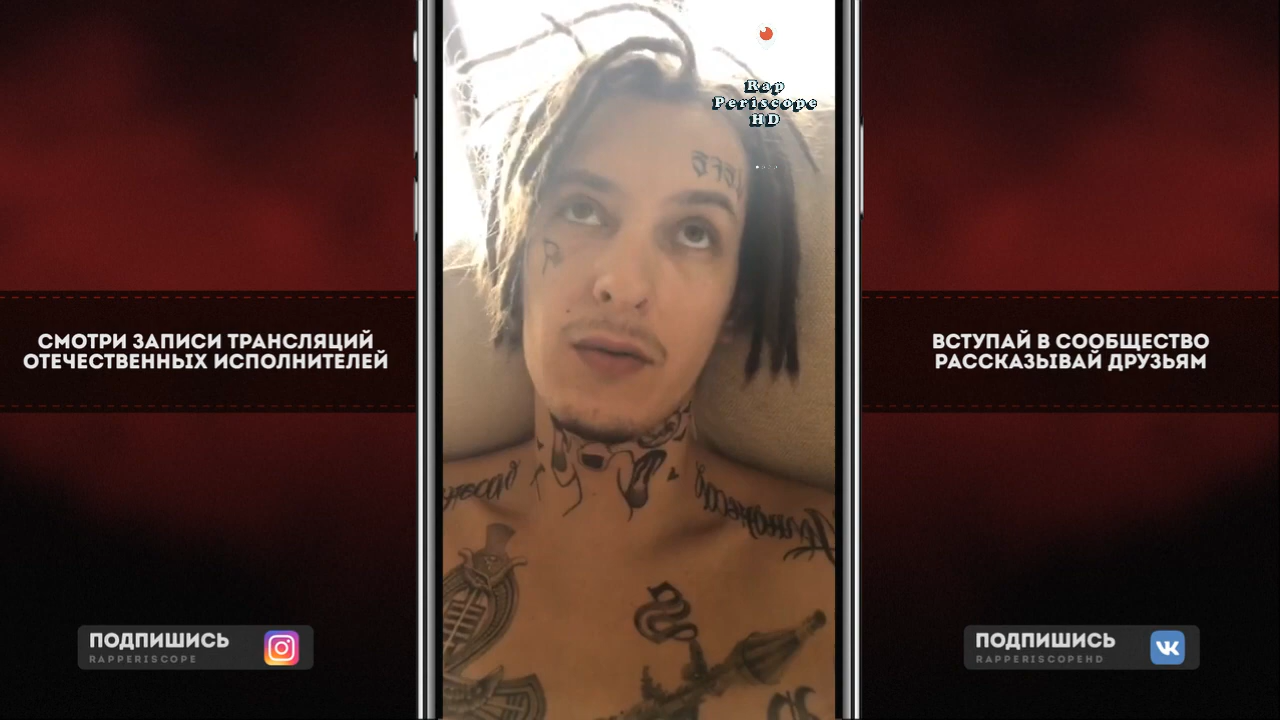 Rap
Periscope
HD
СМОТРИ ЗАПИСИ ТРАНСЛЯЦИЙ
ОТЕЧЕСТВЕННЫХ ИСПОЛНИТЕЛЕЙ
ВСТУПАЙ В СООБЩЕСТВО
РАССКАЗЫВАЙ ДРУЗЬЯМ
ПОДПИШИСЬ
RAPPERISCOPE
ПОДПИШИСЬ
RAPPERISCOPEHD